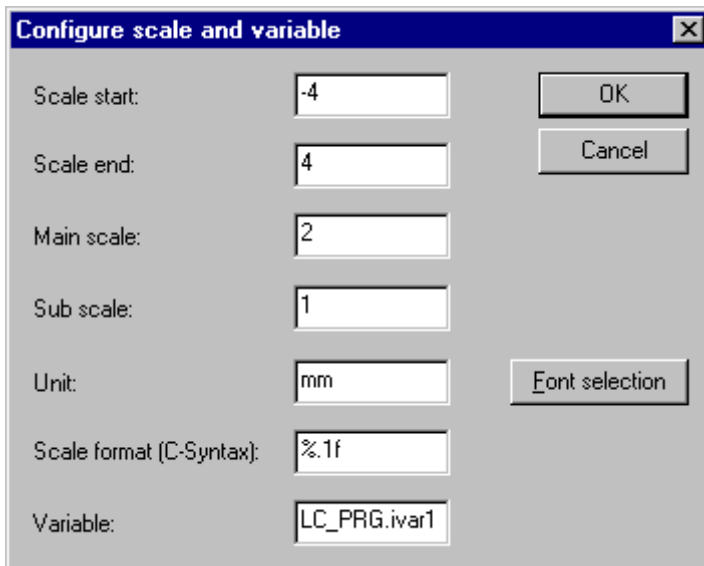 Configure scale and variable
Scale start: -4 OK
Cancel
Scale end: 4
Main scale: 2
Sub scale: 1
Unit: mm Font selection
Scale format (C-Syntax): %.1f
Variable: LC_PRG.ivar1